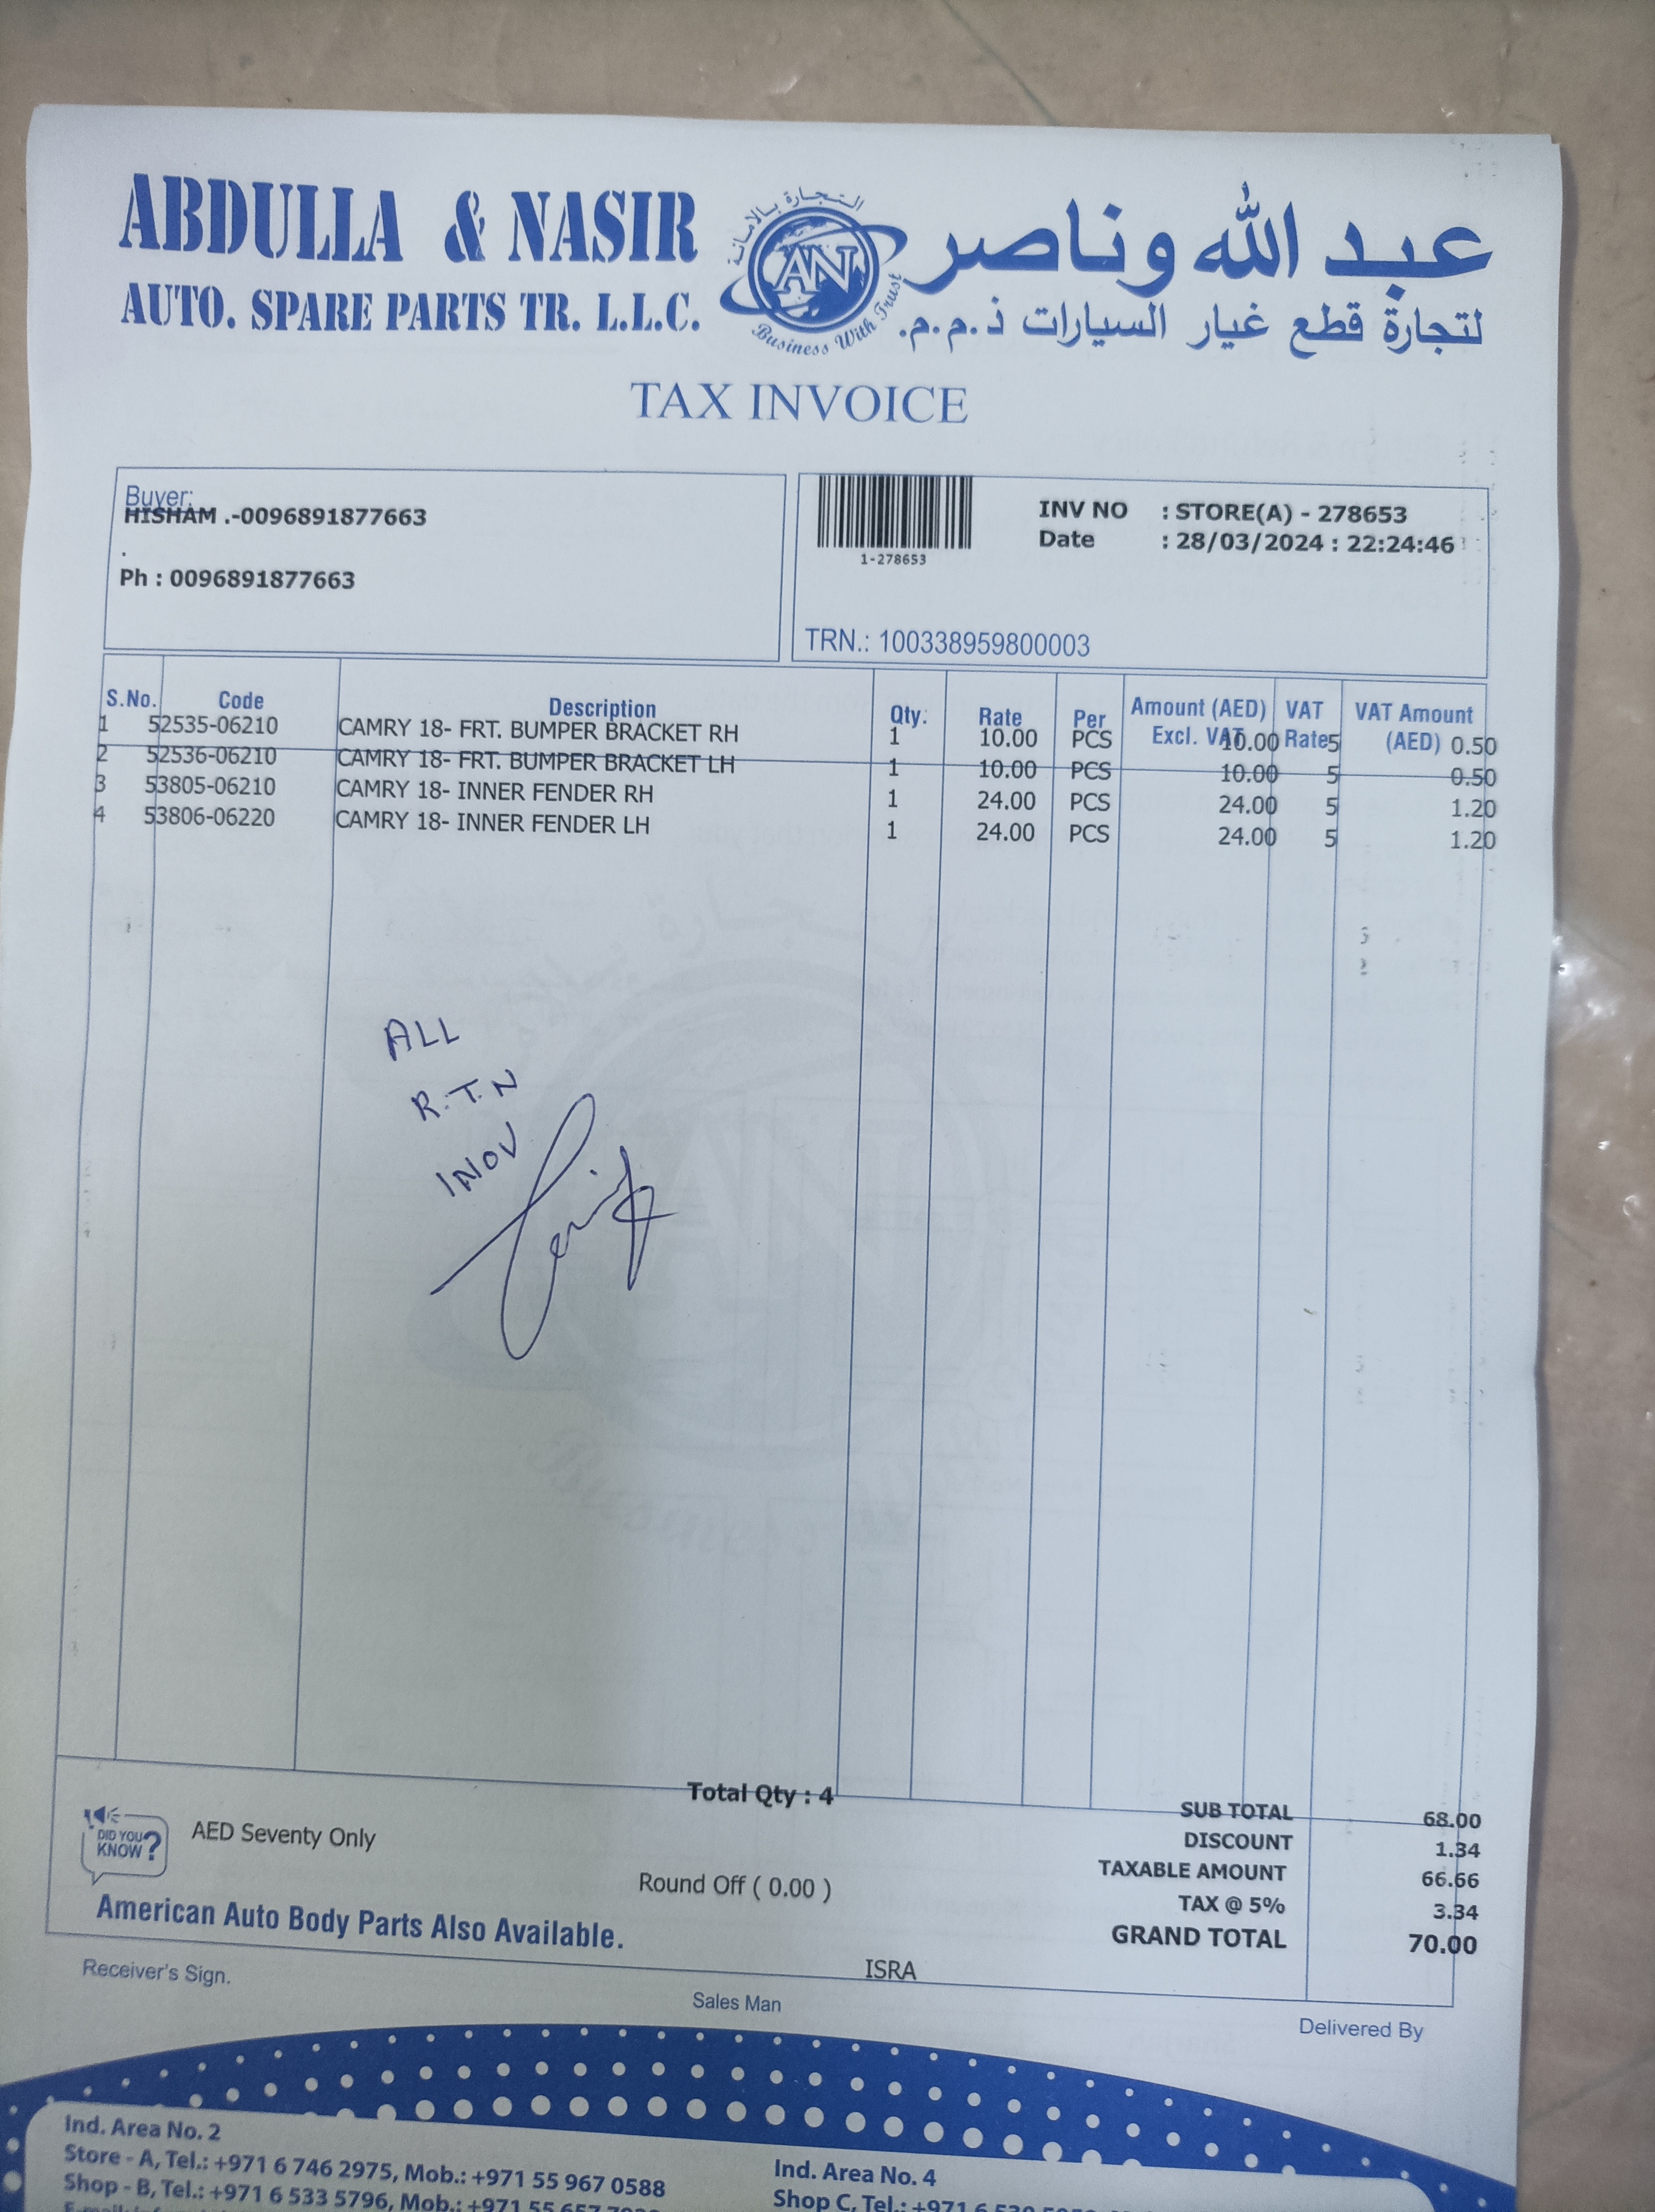 ABDULLA & NASIR
AUTO. SPARE PARTS TR. L.L.C.
التجارة بالامانة
AN
Business With Trust
عبد الله وناصر
لتجارة قطع غيار السيارات ذ.م.م.
TAX INVOICE
Buyer:
HISHAM .-0096891877663
.
Ph : 0096891877663
1-278653
INV NO : STORE(A) - 278653
Date : 28/03/2024 : 22:24:46
TRN.: 100338959800003
S.No. Code Description Qty. Rate Per Amount (AED) Excl. VAT VAT Rate VAT Amount (AED)
1 52535-06210 CAMRY 18- FRT. BUMPER BRACKET RH 1 10.00 PCS 10.00 5 0.50
2 52536-06210 CAMRY 18- FRT. BUMPER BRACKET LH 1 10.00 PCS 10.00 5 0.50
3 53805-06210 CAMRY 18- INNER FENDER RH 1 24.00 PCS 24.00 5 1.20
4 53806-06220 CAMRY 18- INNER FENDER LH 1 24.00 PCS 24.00 5 1.20
ALL
R.T.N
INOV
Total Qty : 4
SUB TOTAL 68.00
DISCOUNT 1.34
TAXABLE AMOUNT 66.66
TAX @ 5% 3.34
GRAND TOTAL 70.00
DID YOU
KNOW?
AED Seventy Only
Round Off ( 0.00 )
American Auto Body Parts Also Available.
Receiver's Sign.
ISRA
Sales Man
Delivered By
Ind. Area No. 2
Store - A, Tel.: +971 6 746 2975, Mob.: +971 55 967 0588
Shop - B, Tel.: +971 6 533 5796, Mob.: +971 55 657
Ind. Area No. 4
Shop C, Tel.: +971 6